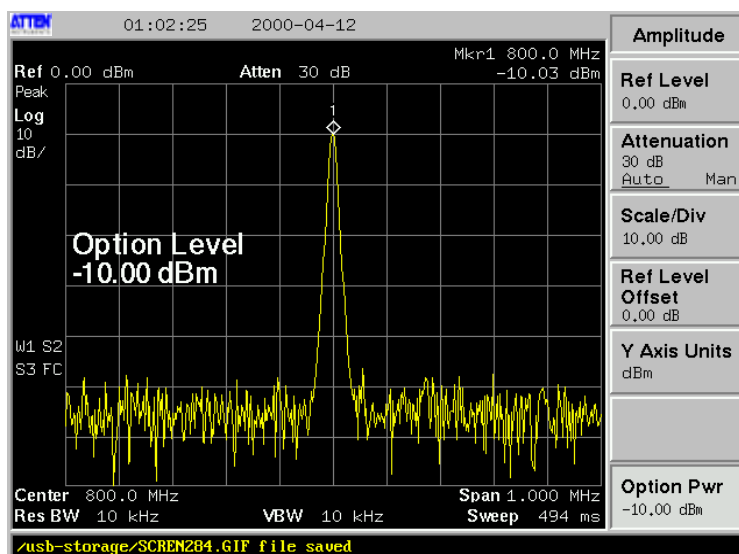 ATTEN
01:02:25 2000-04-12
Mkr1 800.0 MHz
Ref 0.00 dBm Atten 30 dB -10.03 dBm
Peak
Log
10
dB/
1
Option Level
-10.00 dBm
W1 S2
S3 FC
Center 800.0 MHz Span 1.000 MHz
Res BW 10 kHz VBW 10 kHz Sweep 494 ms
/usb-storage/SCREN284.GIF file saved
Amplitude
Ref Level
0.00 dBm
Attenuation
30 dB
Auto Man
Scale/Div
10.00 dB
Ref Level
Offset
0.00 dB
Y Axis Units
dBm
Option Pwr
-10.00 dBm